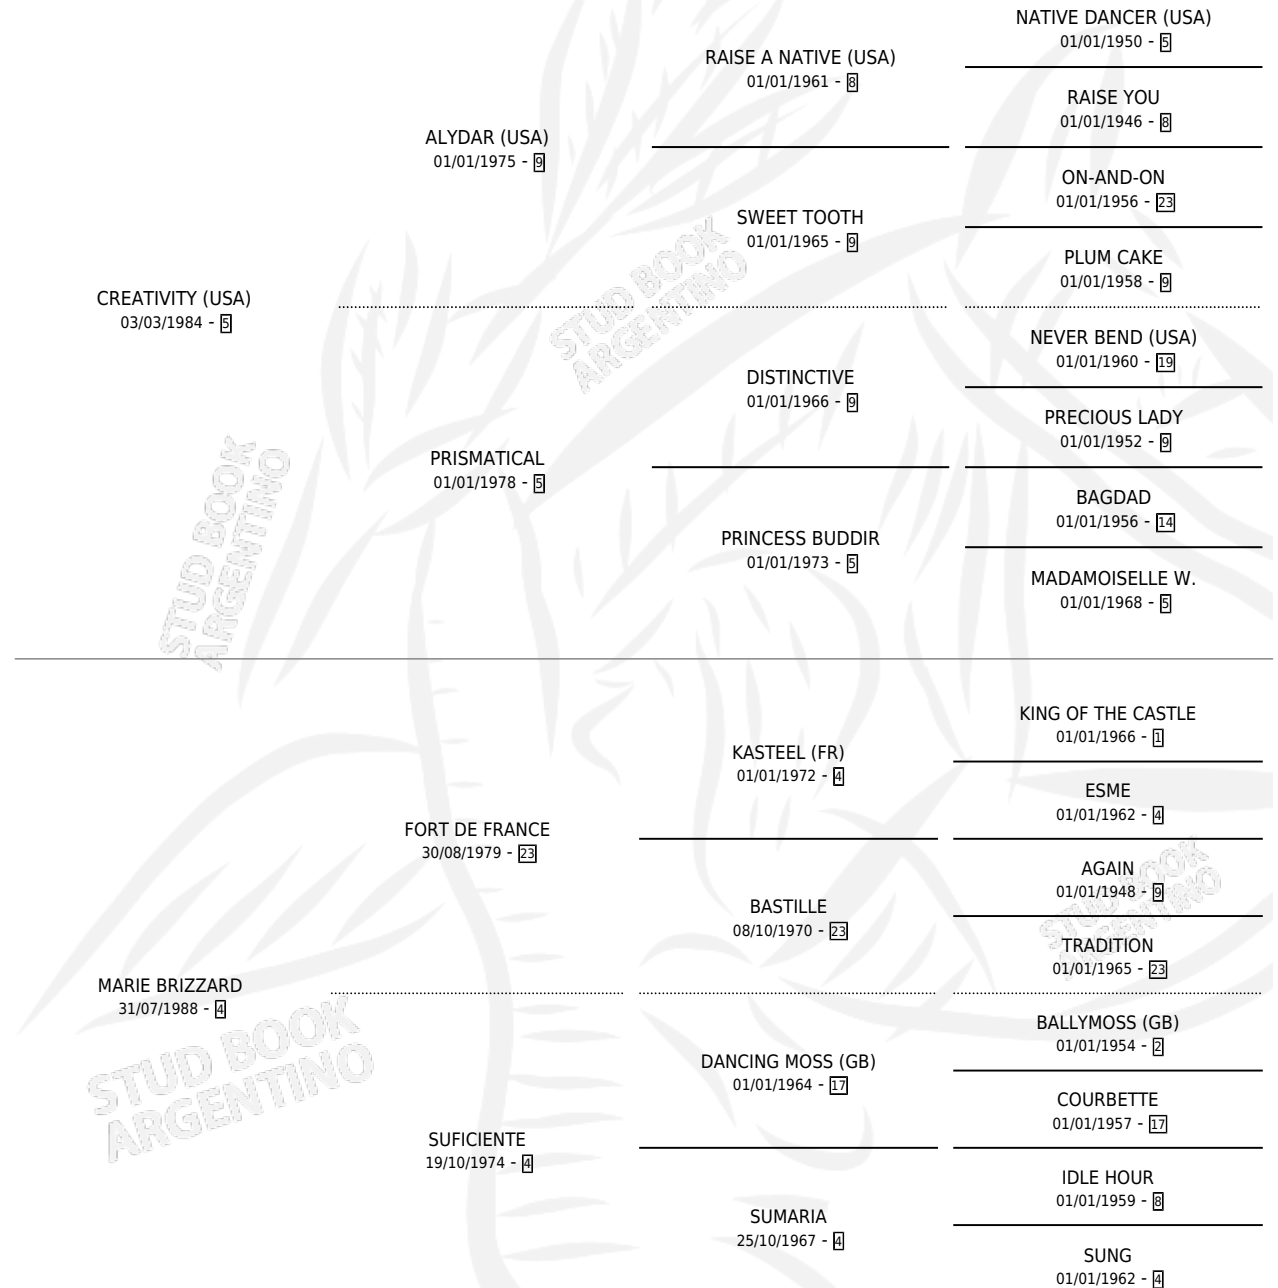 NATIVE DANCER (USA)
01/01/1950 - 5
RAISE A NATIVE (USA)
01/01/1961 - 8
RAISE YOU
01/01/1946 - 8
ALYDAR (USA)
01/01/1975 - 9
ON-AND-ON
01/01/1956 - 23
SWEET TOOTH
01/01/1965 - 9
PLUM CAKE
01/01/1958 - 9
CREATIVITY (USA)
03/03/1984 - 5
NEVER BEND (USA)
01/01/1960 - 19
DISTINCTIVE
01/01/1966 - 9
PRECIOUS LADY
01/01/1952 - 9
PRISMATICAL
01/01/1978 - 5
BAGDAD
01/01/1956 - 14
PRINCESS BUDDIR
01/01/1973 - 5
MADAMOISELLE W.
01/01/1968 - 5
KING OF THE CASTLE
01/01/1966 - 1
KASTEEL (FR)
01/01/1972 - 4
ESME
01/01/1962 - 4
FORT DE FRANCE
30/08/1979 - 23
AGAIN
01/01/1948 - 9
BASTILLE
08/10/1970 - 23
TRADITION
01/01/1965 - 23
MARIE BRIZZARD
31/07/1988 - 4
BALLYMOSS (GB)
01/01/1954 - 2
DANCING MOSS (GB)
01/01/1964 - 17
COURBETTE
01/01/1957 - 17
SUFICIENTE
19/10/1974 - 4
IDLE HOUR
01/01/1959 - 8
SUMARIA
25/10/1967 - 4
SUNG
01/01/1962 - 4
STUD BOOK
ARGENTINO
STUD BOOK
ARGENTINO
STUD BOOK
ARGENTINO
STUD BOOK
ARGENTINO